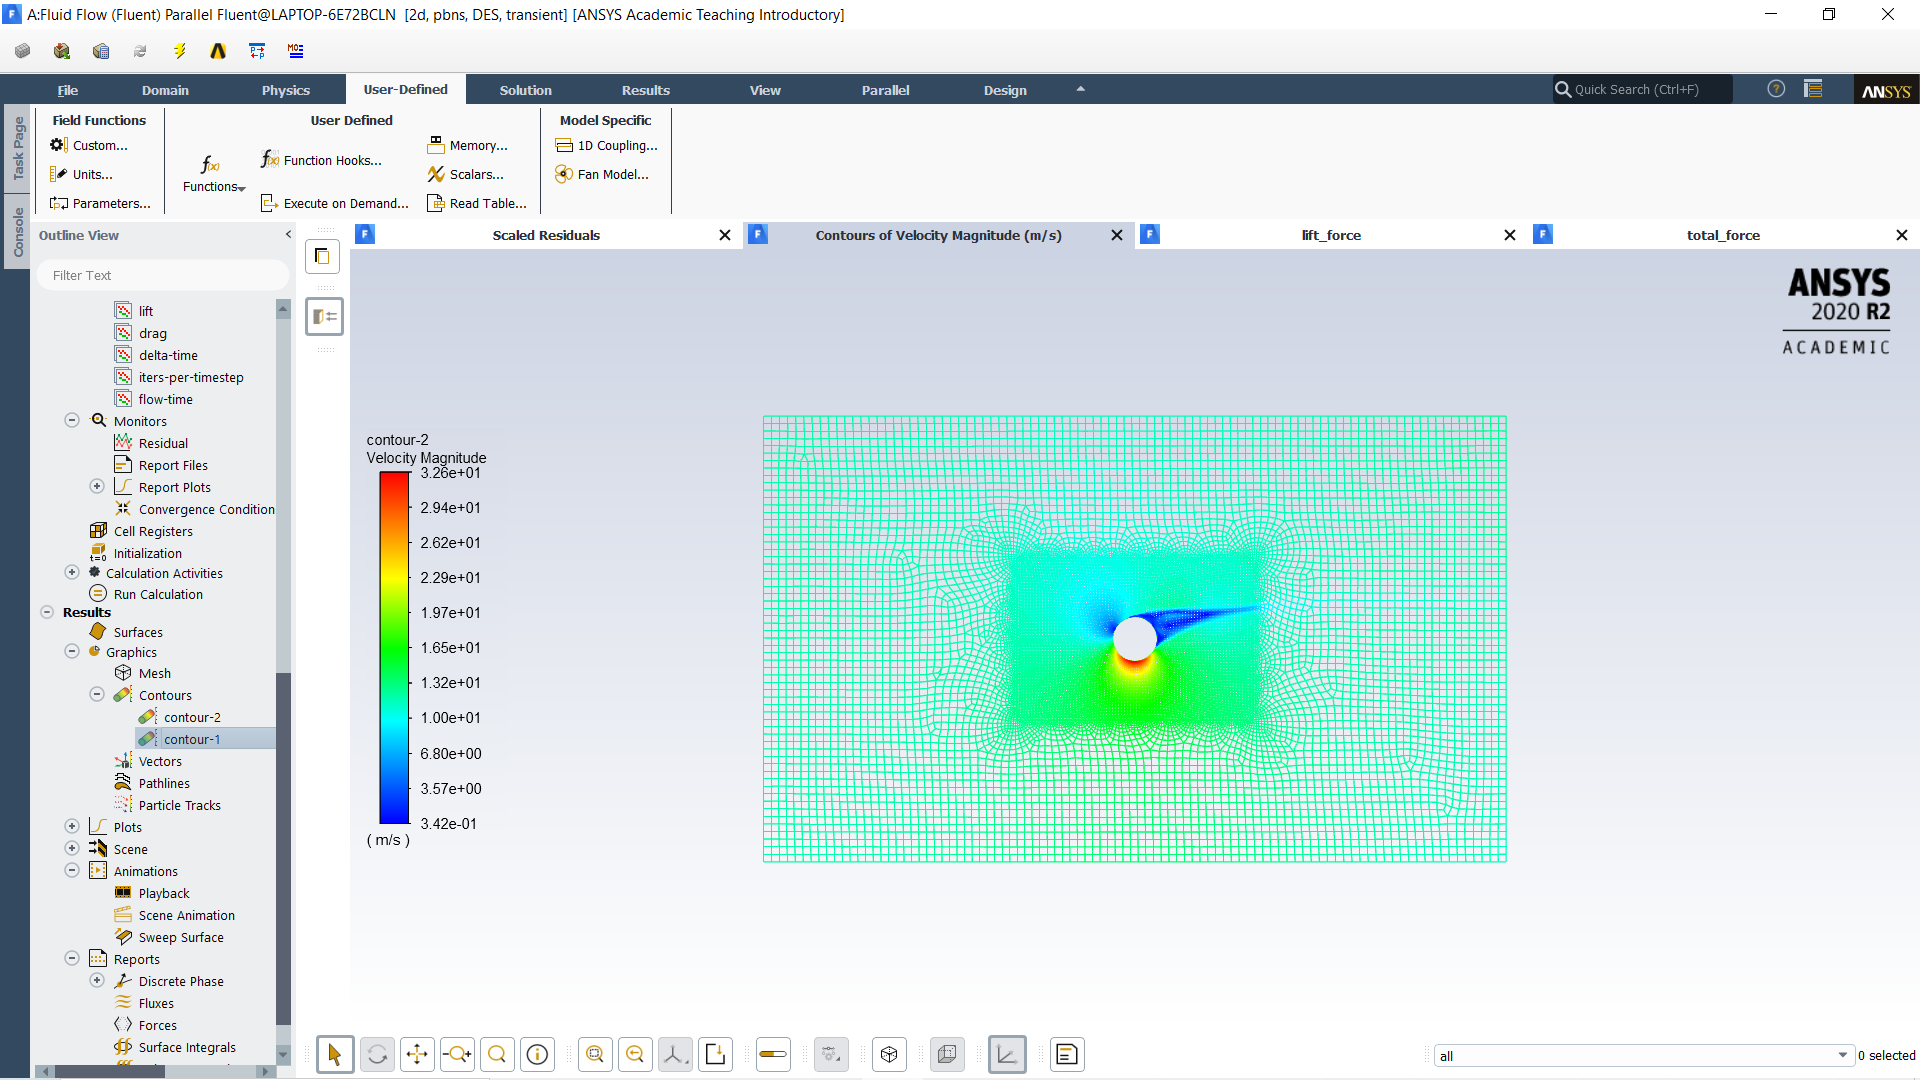 A:Fluid Flow (Fluent) Parallel Fluent@LAPTOP-6E72BCLN [2d, pbns, DES, transient] [ANSYS Academic Teaching Introductory]
File Domain Physics User-Defined Solution Results View Parallel Design Quick Search (Ctrl+F) ANSYS
Task Page
Console
Field Functions
Custom...
Units...
Parameters...
User Defined
Functions
Function Hooks...
Execute on Demand...
Memory...
Scalars...
Read Table...
Model Specific
1D Coupling...
Fan Model...
Outline View
Filter Text
lift
drag
delta-time
iters-per-timestep
flow-time
Monitors
Residual
Report Files
Report Plots
Convergence Condition
Cell Registers
Initialization
Calculation Activities
Run Calculation
Results
Surfaces
Graphics
Mesh
Contours
contour-2
contour-1
Vectors
Pathlines
Particle Tracks
Plots
Scene
Animations
Playback
Scene Animation
Sweep Surface
Reports
Discrete Phase
Fluxes
Forces
Surface Integrals
Scaled Residuals
Contours of Velocity Magnitude (m/s)
lift_force
total_force
ANSYS
2020 R2
ACADEMIC
contour-2
Velocity Magnitude
3.26e+01
2.94e+01
2.62e+01
2.29e+01
1.97e+01
1.65e+01
1.32e+01
1.00e+01
6.80e+00
3.57e+00
3.42e-01
( m/s )
all
0 selected